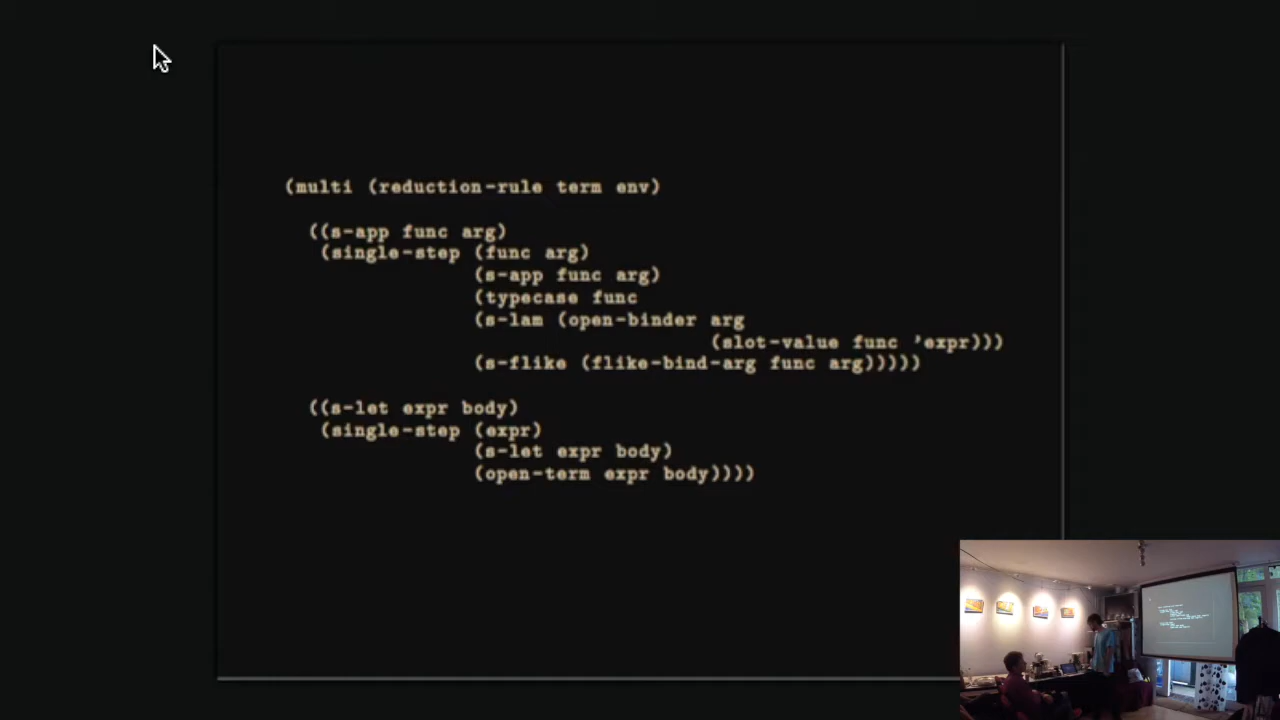 (multi (reduction-rule term env)
((s-app func arg)
(single-step (func arg)
(s-app func arg)
(typecase func
(s-lam (open-binder arg
(slot-value func 'expr)))
(s-flike (flike-bind-arg func arg)))))
((s-let expr body)
(single-step (expr)
(s-let expr body)
(open-term expr body))))